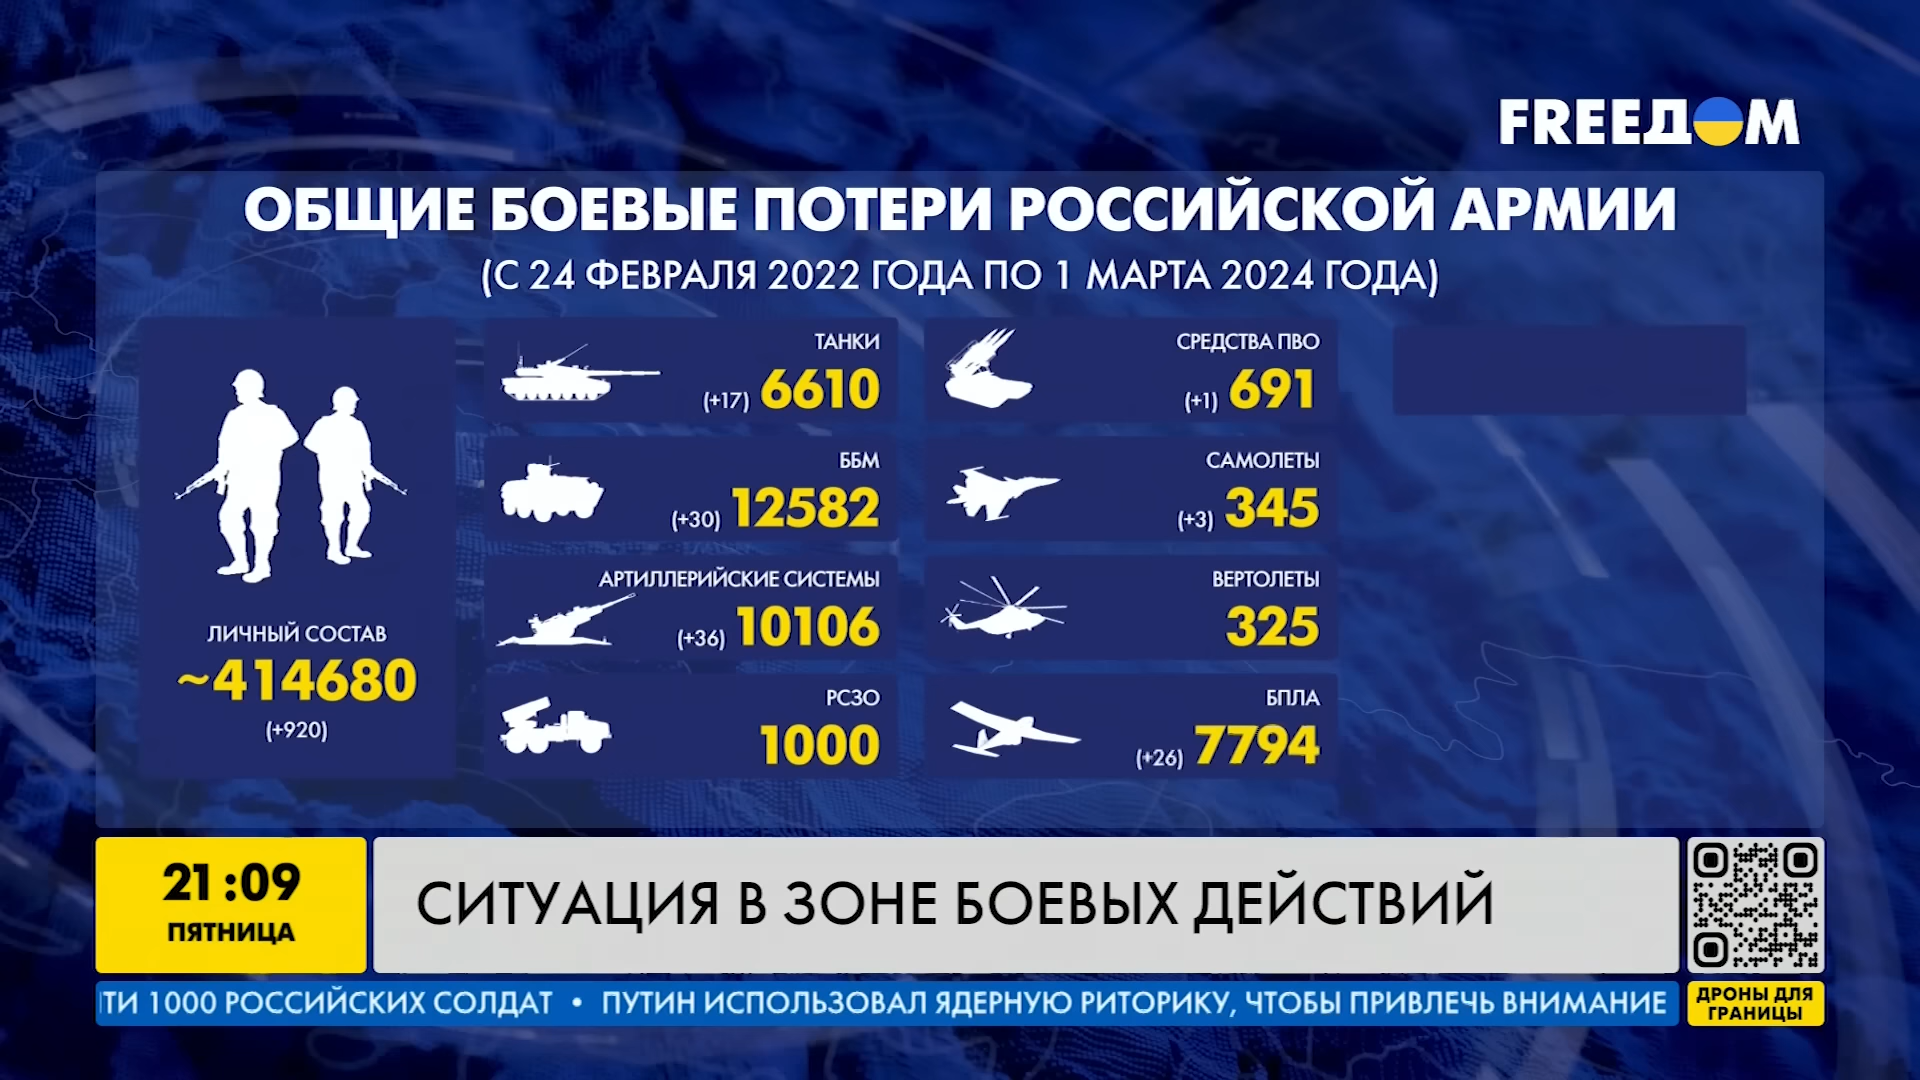 FREEДОМ
ОБЩИЕ БОЕВЫЕ ПОТЕРИ РОССИЙСКОЙ АРМИИ
(С 24 ФЕВРАЛЯ 2022 ГОДА ПО 1 МАРТА 2024 ГОДА)
ЛИЧНЫЙ СОСТАВ
~414680
(+920)
ТАНКИ
(+17) 6610
ББМ
(+30) 12582
АРТИЛЛЕРИЙСКИЕ СИСТЕМЫ
(+36) 10106
РСЗО
1000
СРЕДСТВА ПВО
(+1) 691
САМОЛЕТЫ
(+3) 345
ВЕРТОЛЕТЫ
325
БПЛА
(+26) 7794
21:09
ПЯТНИЦА
СИТУАЦИЯ В ЗОНЕ БОЕВЫХ ДЕЙСТВИЙ
ТИ 1000 РОССИЙСКИХ СОЛДАТ • ПУТИН ИСПОЛЬЗОВАЛ ЯДЕРНУЮ РИТОРИКУ, ЧТОБЫ ПРИВЛЕЧЬ ВНИМАНИЕ
ДРОНЫ ДЛЯ
ГРАНИЦЫ